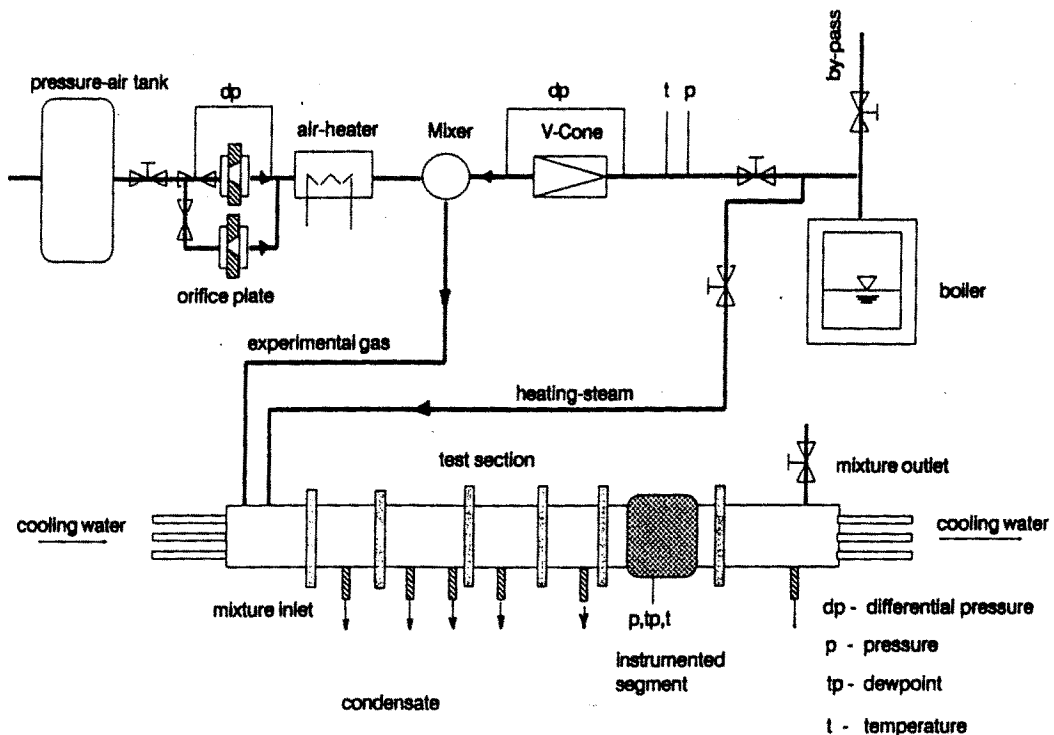 by-pass
pressure-air tank
dp
air-heater
Mixer
dp
V-Cone
t p
orifice plate
boiler
experimental gas
heating-steam
test section
mixture outlet
cooling water
cooling water
mixture inlet
p,tp,t
instrumented
segment
condensate
dp - differential pressure
p - pressure
tp - dewpoint
t - temperature